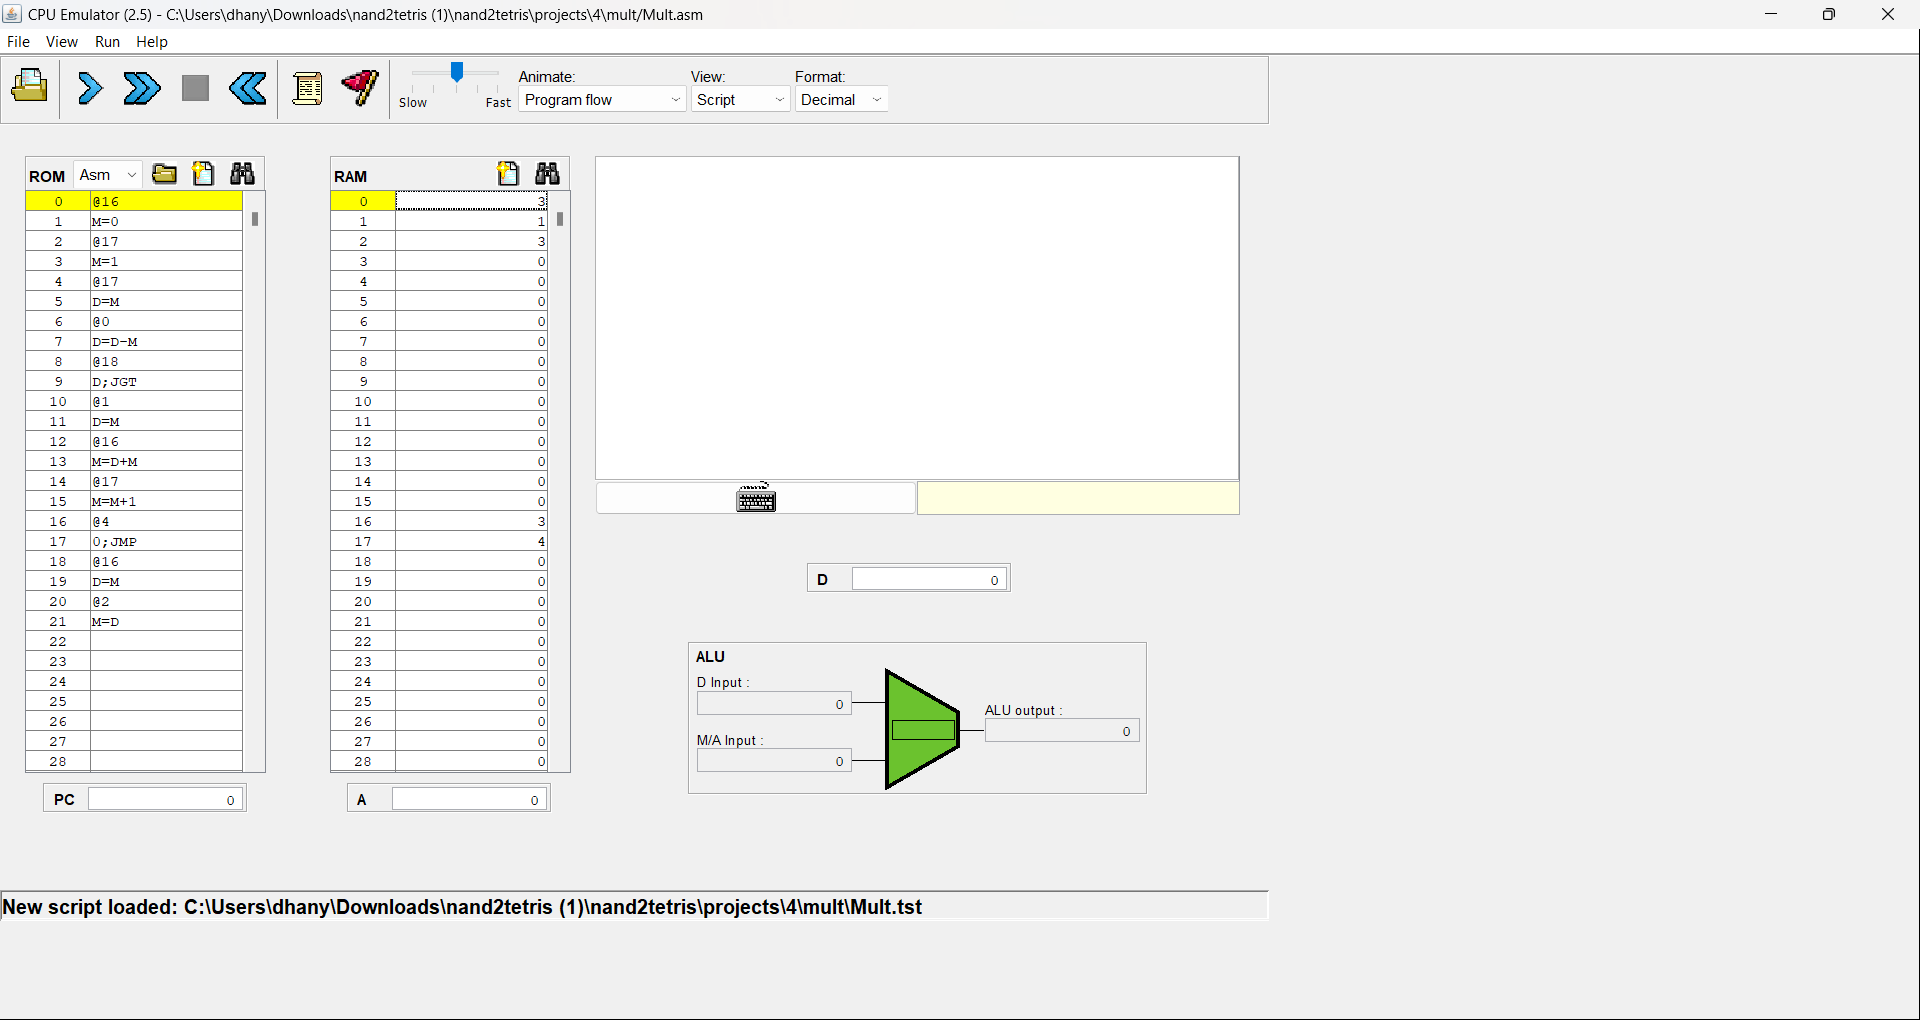 CPU Emulator (2.5) - C:\Users\dhany\Downloads\nand2tetris (1)\nand2tetris\projects\4\mult/Mult.asm
File View Run Help
Slow Fast
Animate:
Program flow
View:
Script
Format:
Decimal
ROM Asm
0 @16
1 M=0
2 @17
3 M=1
4 @17
5 D=M
6 @0
7 D=D-M
8 @18
9 D;JGT
10 @1
11 D=M
12 @16
13 M=D+M
14 @17
15 M=M+1
16 @4
17 0;JMP
18 @16
19 D=M
20 @2
21 M=D
22
23
24
25
26
27
28
PC 0
RAM
0 3
1 1
2 3
3 0
4 0
5 0
6 0
7 0
8 0
9 0
10 0
11 0
12 0
13 0
14 0
15 0
16 3
17 4
18 0
19 0
20 0
21 0
22 0
23 0
24 0
25 0
26 0
27 0
28 0
A 0
D 0
ALU
D Input :
0
M/A Input :
0
ALU output :
0
New script loaded: C:\Users\dhany\Downloads\nand2tetris (1)\nand2tetris\projects\4\mult\Mult.tst